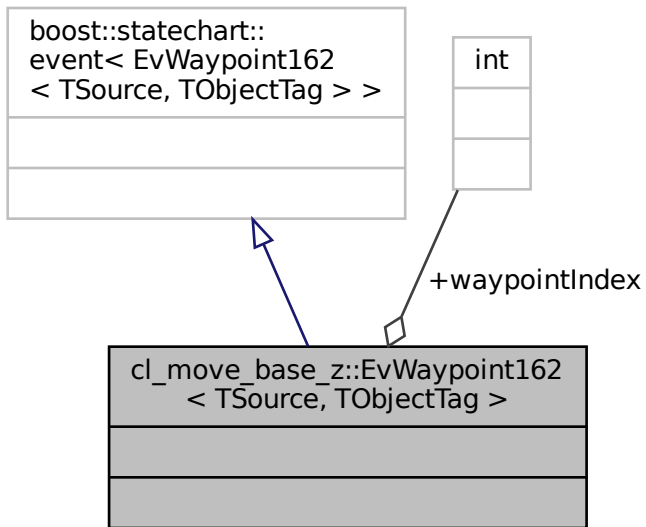 boost::statechart::
event< EvWaypoint162
< TSource, TObjectTag > >
int
+waypointIndex
cl_move_base_z::EvWaypoint162
< TSource, TObjectTag >